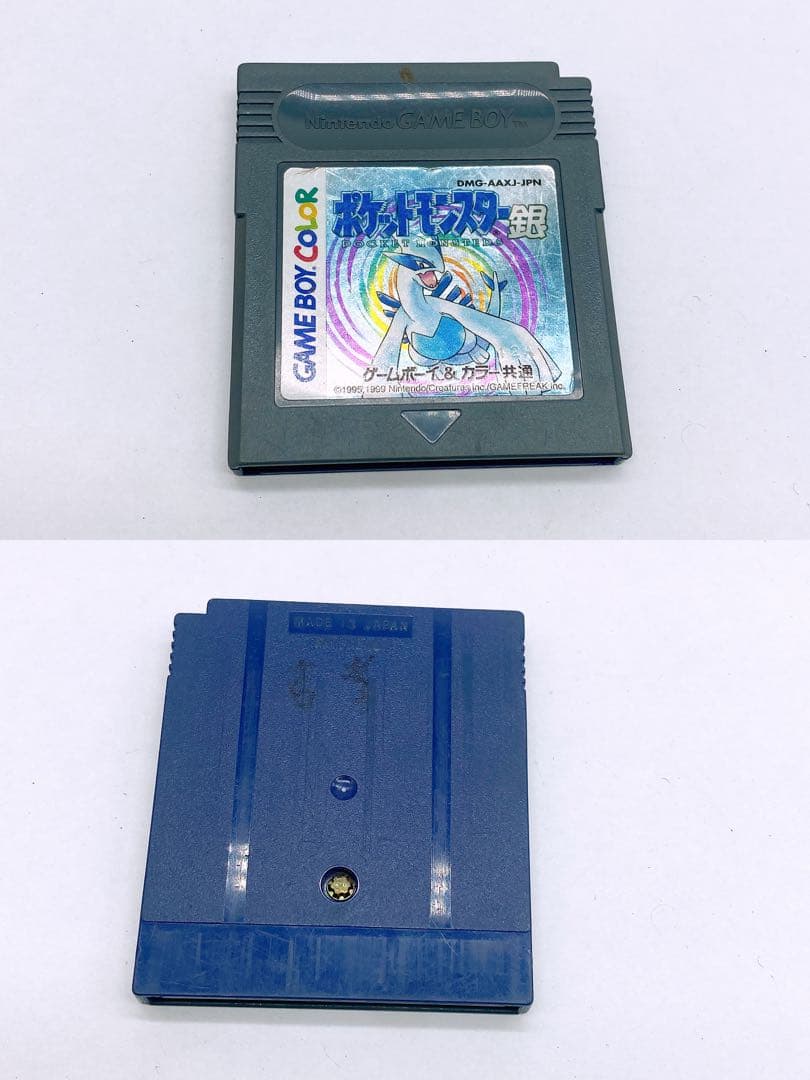 Nintendo GAME BOY™
DMG-AAXJ-JPN
GAME BOY COLOR
ポケットモンスター銀
POCKET MONSTERS
ゲームボーイ&カラー共通
©1995,1999 Nintendo/Creatures inc./GAMEFREAK inc.
MADE IN JAPAN